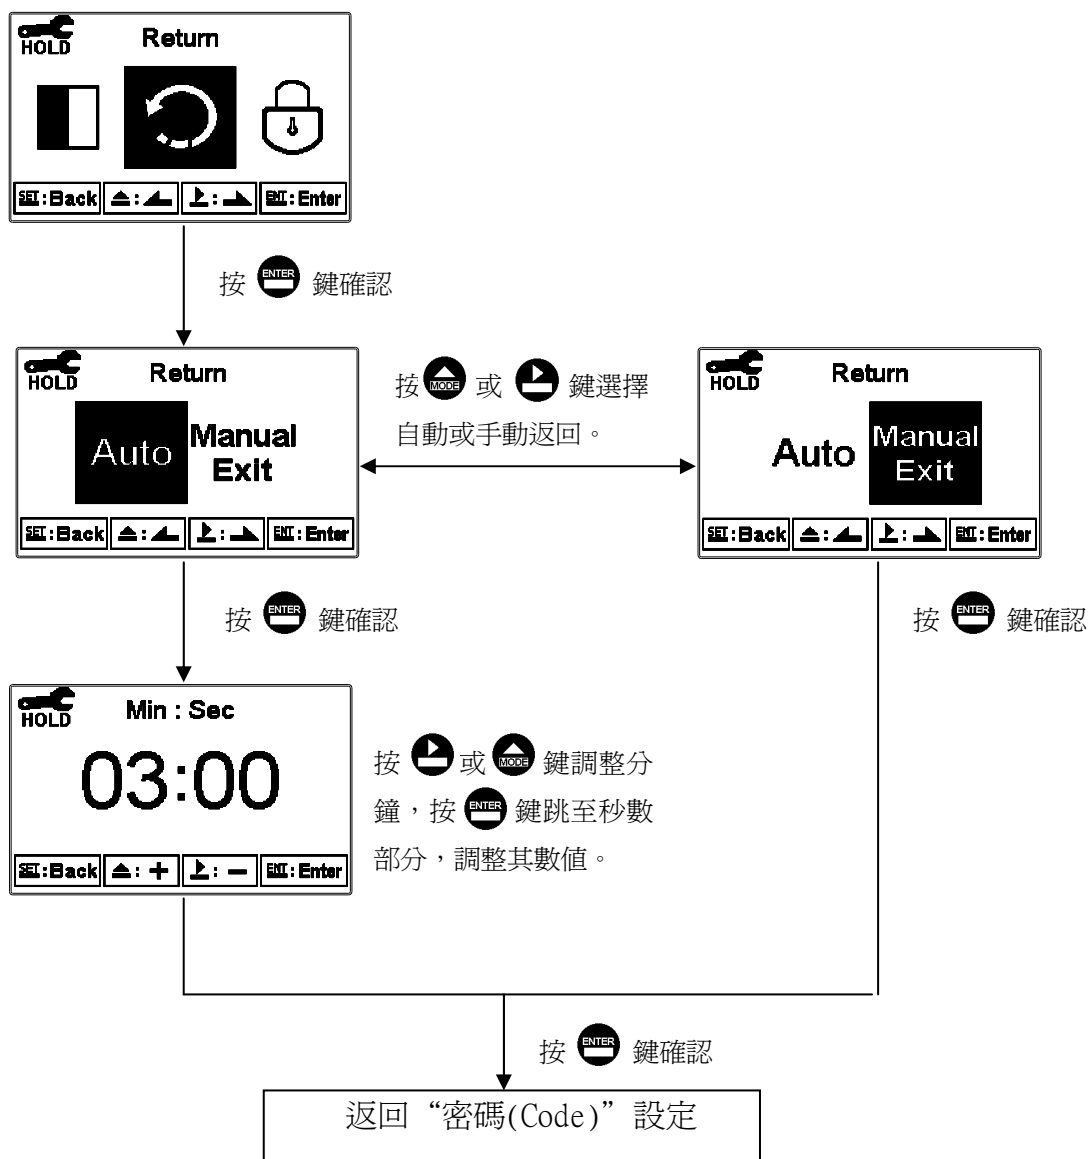 HOLD
Return
SET:Back
:
:
ENT:Enter
按 ENTER 鍵確認
HOLD
Return
Auto
Manual
Exit
SET:Back
:
:
ENT:Enter
按 MODE 或 鍵選擇
自動或手動返回。
HOLD
Return
Auto
Manual
Exit
SET:Back
:
:
ENT:Enter
按 ENTER 鍵確認
按 ENTER 鍵確認
HOLD
Min : Sec
03:00
SET:Back
: +
: -
ENT:Enter
按 或 MODE 鍵調整分
鐘，按 ENTER 鍵跳至秒數
部分，調整其數值。
按 ENTER 鍵確認
返回“密碼(Code)”設定